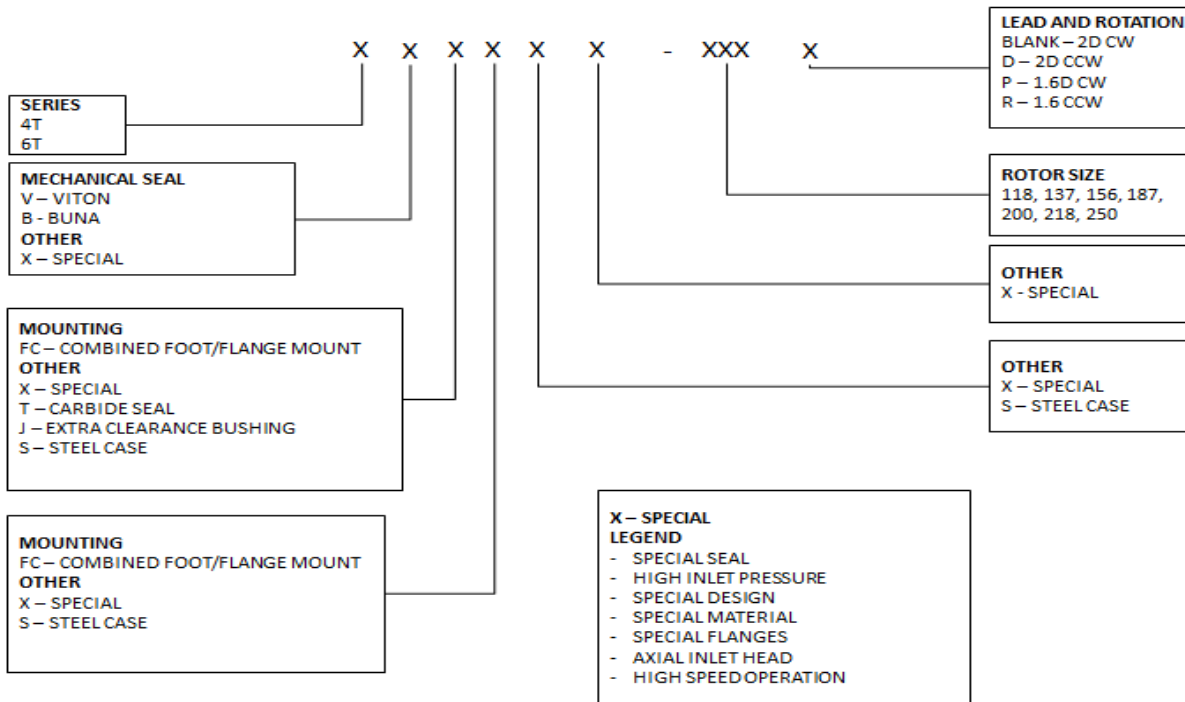 X X X X X X - XXX X
SERIES
4T
6T
MECHANICAL SEAL
V – VITON
B - BUNA
OTHER
X – SPECIAL
MOUNTING
FC – COMBINED FOOT/FLANGE MOUNT
OTHER
X – SPECIAL
T – CARBIDE SEAL
J – EXTRA CLEARANCE BUSHING
S – STEEL CASE
MOUNTING
FC – COMBINED FOOT/FLANGE MOUNT
OTHER
X – SPECIAL
S – STEEL CASE
LEAD AND ROTATION
BLANK – 2D CW
D – 2D CCW
P – 1.6D CW
R – 1.6 CCW
ROTOR SIZE
118, 137, 156, 187,
200, 218, 250
OTHER
X - SPECIAL
OTHER
X – SPECIAL
S – STEEL CASE
X – SPECIAL
LEGEND
- SPECIAL SEAL
- HIGH INLET PRESSURE
- SPECIAL DESIGN
- SPECIAL MATERIAL
- SPECIAL FLANGES
- AXIAL INLET HEAD
- HIGH SPEED OPERATION